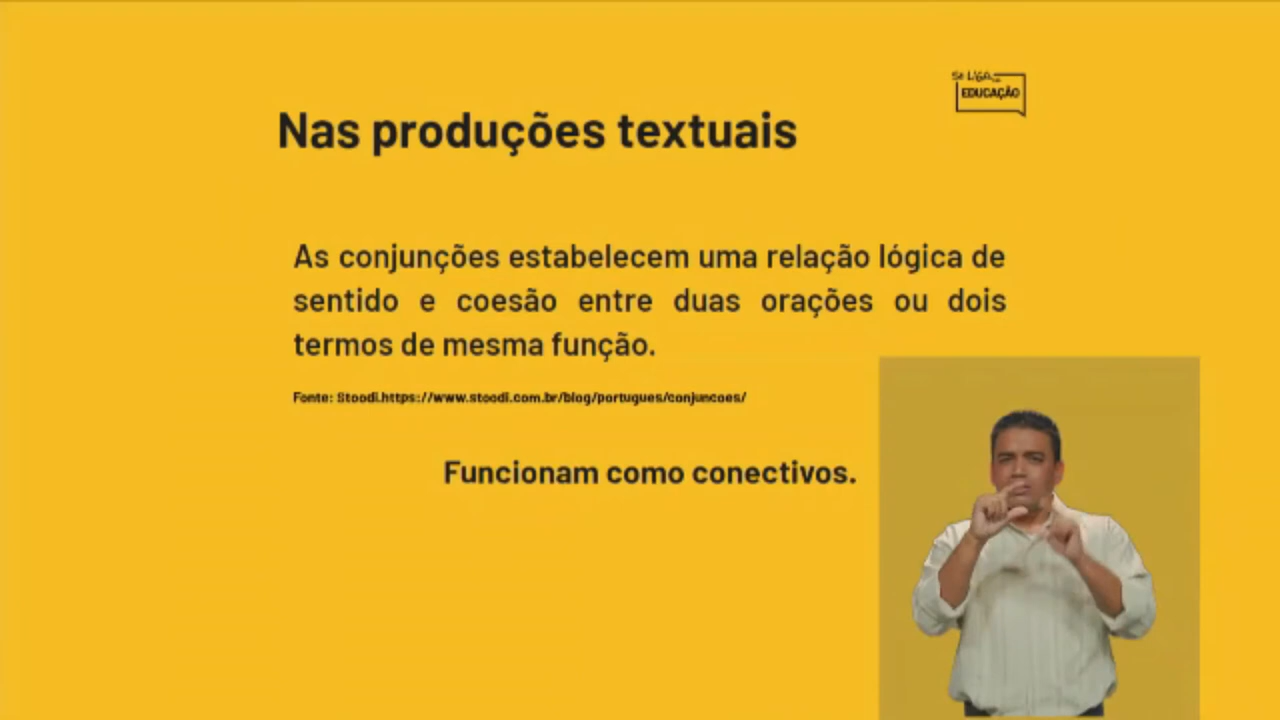 Se LiGA na
EDUCAÇÃO
Nas produções textuais
As conjunções estabelecem uma relação lógica de
sentido e coesão entre duas orações ou dois
termos de mesma função.
Fonte: Stoodi.https://www.stoodi.com.br/blog/portugues/conjuncoes/
Funcionam como conectivos.